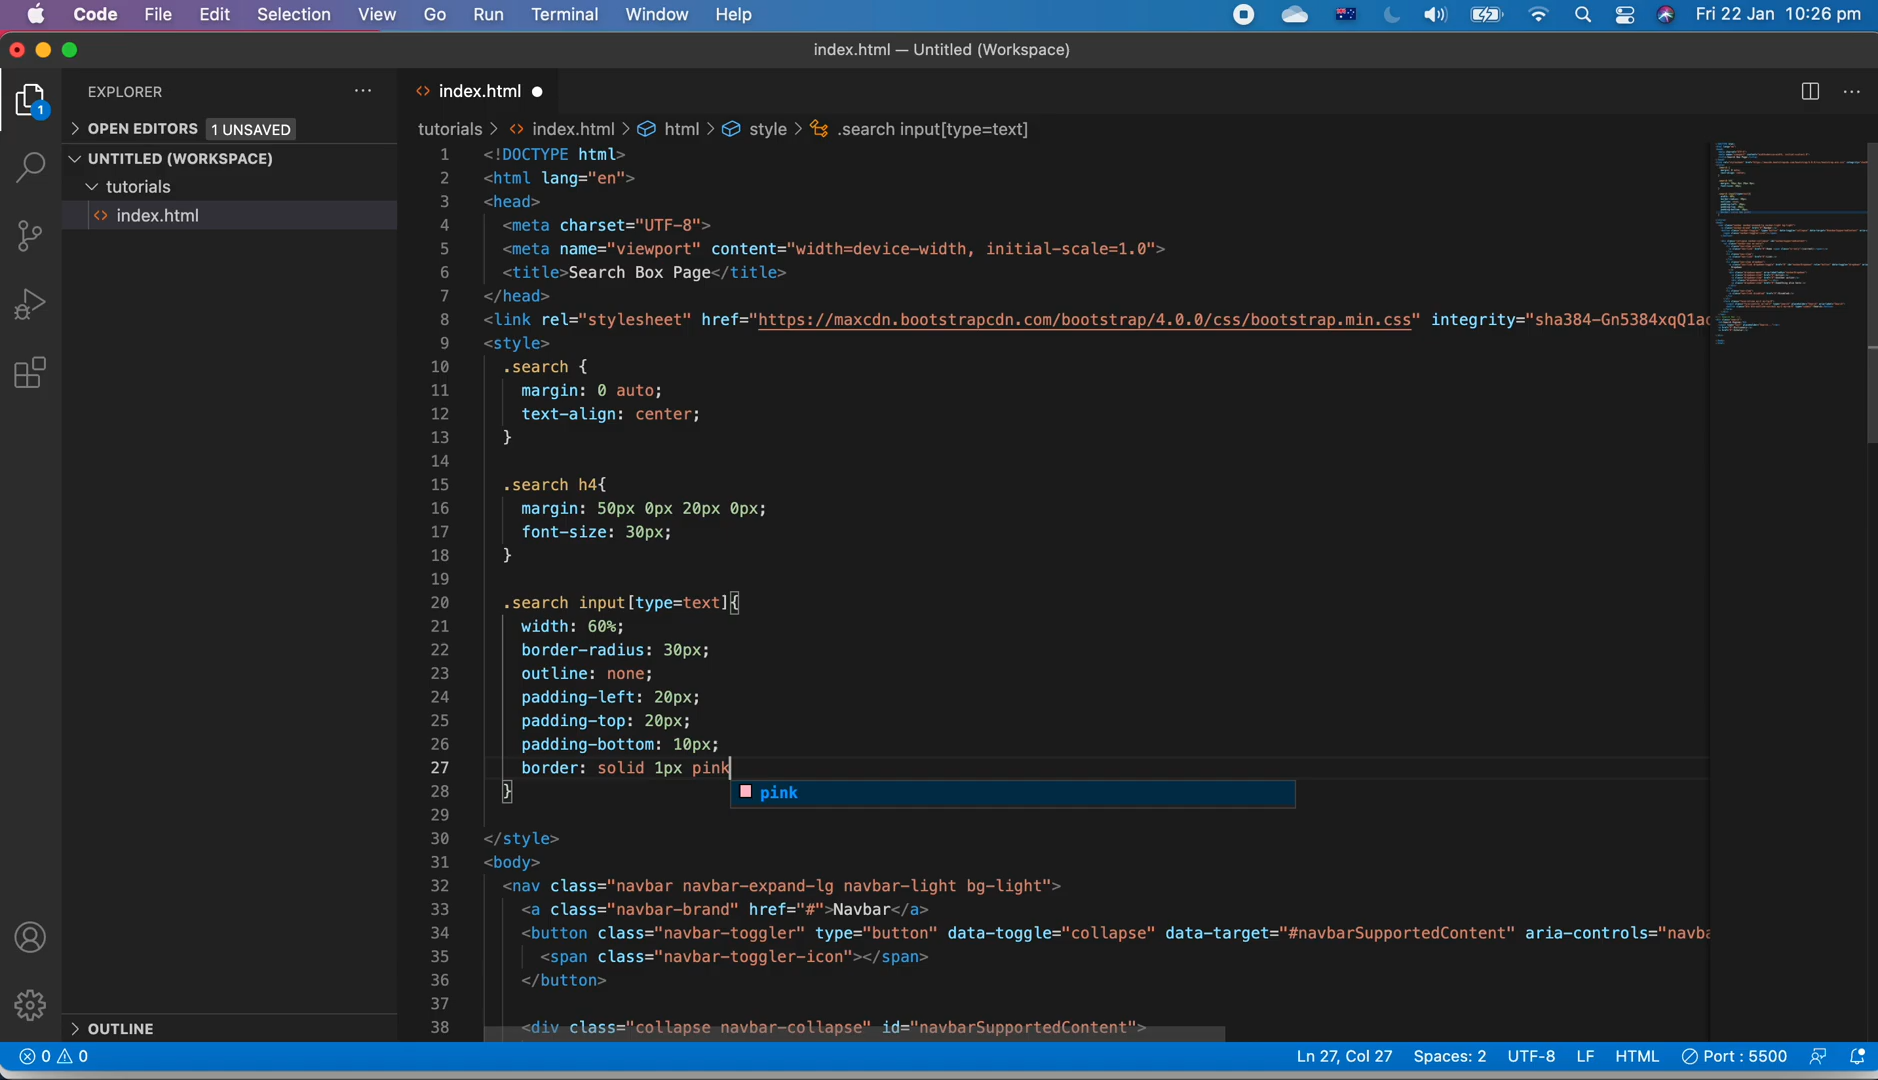 Code File Edit Selection View Go Run Terminal Window Help Fri 22 Jan 10:26 pm
index.html — Untitled (Workspace)
EXPLORER ···
index.html ● ···
OPEN EDITORS 1 UNSAVED
tutorials > index.html > html > style > .search input[type=text]
UNTITLED (WORKSPACE)
tutorials
index.html
1
1 <!DOCTYPE html>
2 <html lang="en">
3 <head>
4 <meta charset="UTF-8">
5 <meta name="viewport" content="width=device-width, initial-scale=1.0">
6 <title>Search Box Page</title>
7 </head>
8 <link rel="stylesheet" href="https://maxcdn.bootstrapcdn.com/bootstrap/4.0.0/css/bootstrap.min.css" integrity="sha384-Gn5384xqQ1ao
9 <style>
10 .search {
11 margin: 0 auto;
12 text-align: center;
13 }
14
15 .search h4{
16 margin: 50px 0px 20px 0px;
17 font-size: 30px;
18 }
19
20 .search input[type=text]{
21 width: 60%;
22 border-radius: 30px;
23 outline: none;
24 padding-left: 20px;
25 padding-top: 20px;
26 padding-bottom: 10px;
27 border: solid 1px pink
28 }
pink
29
30 </style>
31 <body>
32 <nav class="navbar navbar-expand-lg navbar-light bg-light">
33 <a class="navbar-brand" href="#">Navbar</a>
34 <button class="navbar-toggler" type="button" data-toggle="collapse" data-target="#navbarSupportedContent" aria-controls="navba
35 <span class="navbar-toggler-icon"></span>
36 </button>
37
38 <div class="collapse navbar-collapse" id="navbarSupportedContent">
OUTLINE
0 0 Ln 27, Col 27 Spaces: 2 UTF-8 LF HTML Port : 5500